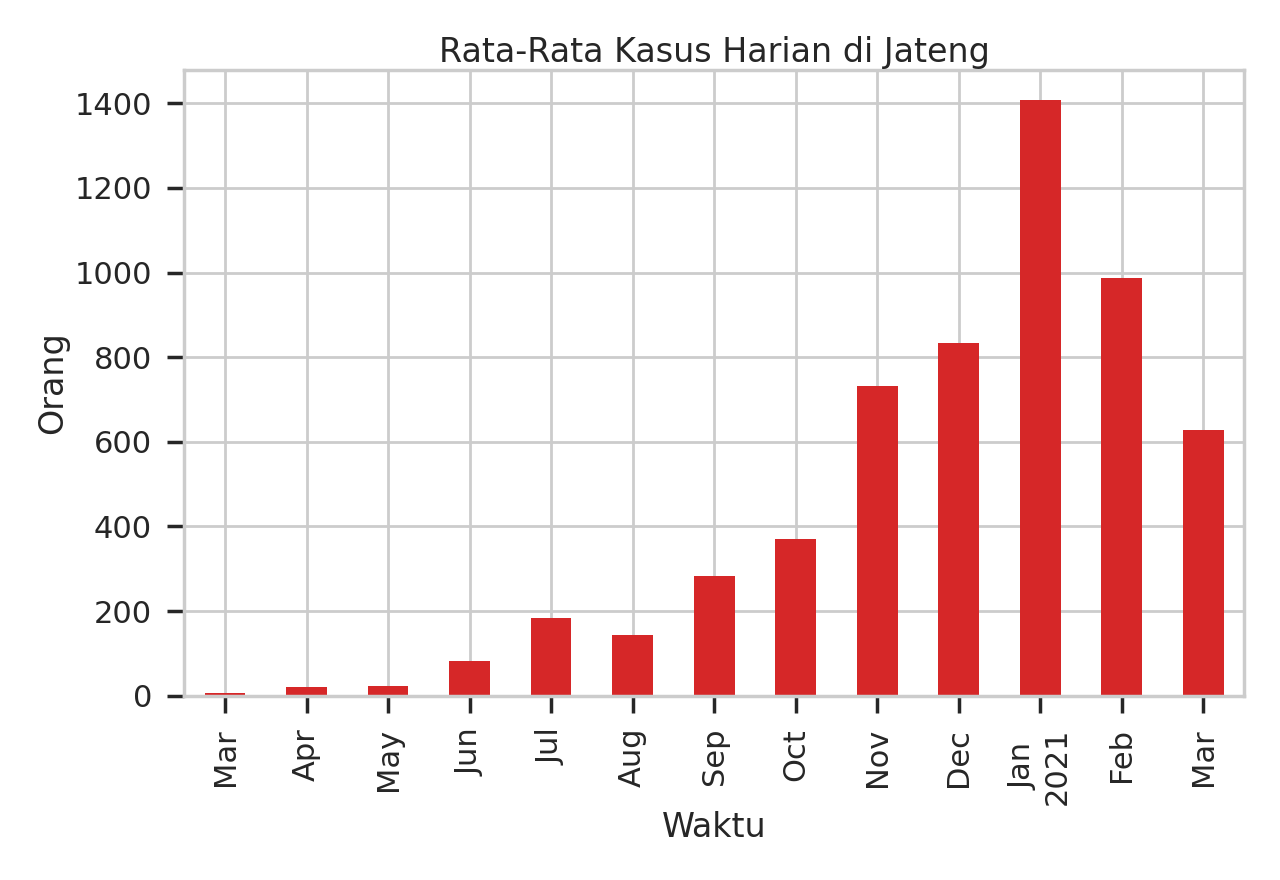 Rata-Rata Kasus Harian di Jateng
1400
1200
1000
800
600
400
200
0
Orang
Mar
Apr
May
Jun
Jul
Aug
Sep
Oct
Nov
Dec
Jan
2021
Feb
Mar
Waktu